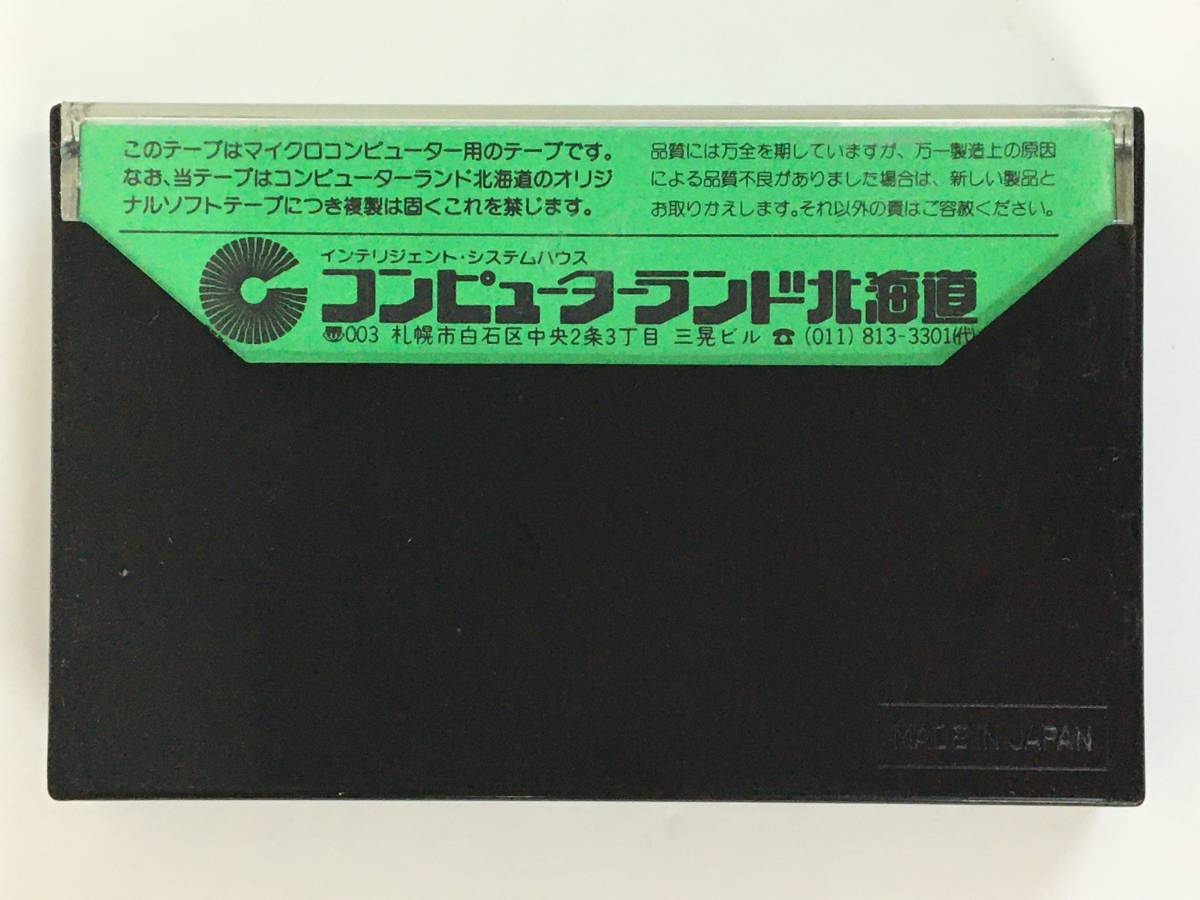 このテープはマイクロコンピューター用のテープです。
なお、当テープはコンピューターランド北海道のオリジ
ナルソフトテープにつき複製は固くこれを禁じます。
品質には万全を期していますが、万一製造上の原因
による品質不良がありました場合は、新しい製品と
お取りかえします。それ以外の責はご容赦ください。
インテリジェント・システムハウス
コンピューターランド北海道
〠003 札幌市白石区中央2条3丁目 三晃ビル ☎ (011) 813-3301(代)
MADE IN JAPAN